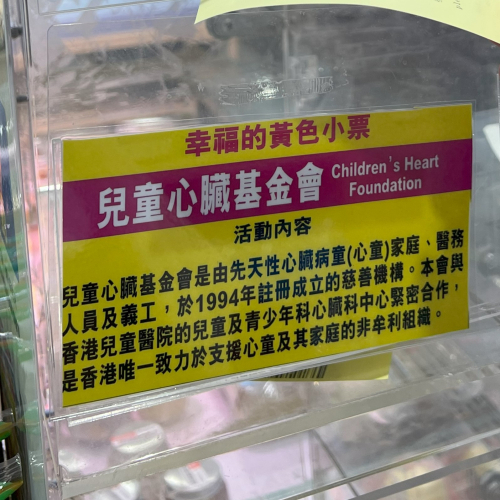 幸福的黃色小票
兒童心臟基金會 Children's Heart Foundation
活動內容
兒童心臟基金會是由先天性心臟病童(心童)家庭、醫務
人員及義工，於1994年註冊成立的慈善機構。本會與
香港兒童醫院的兒童及青少年科心臟科中心緊密合作，
是香港唯一致力於支援心童及其家庭的非牟利組織。